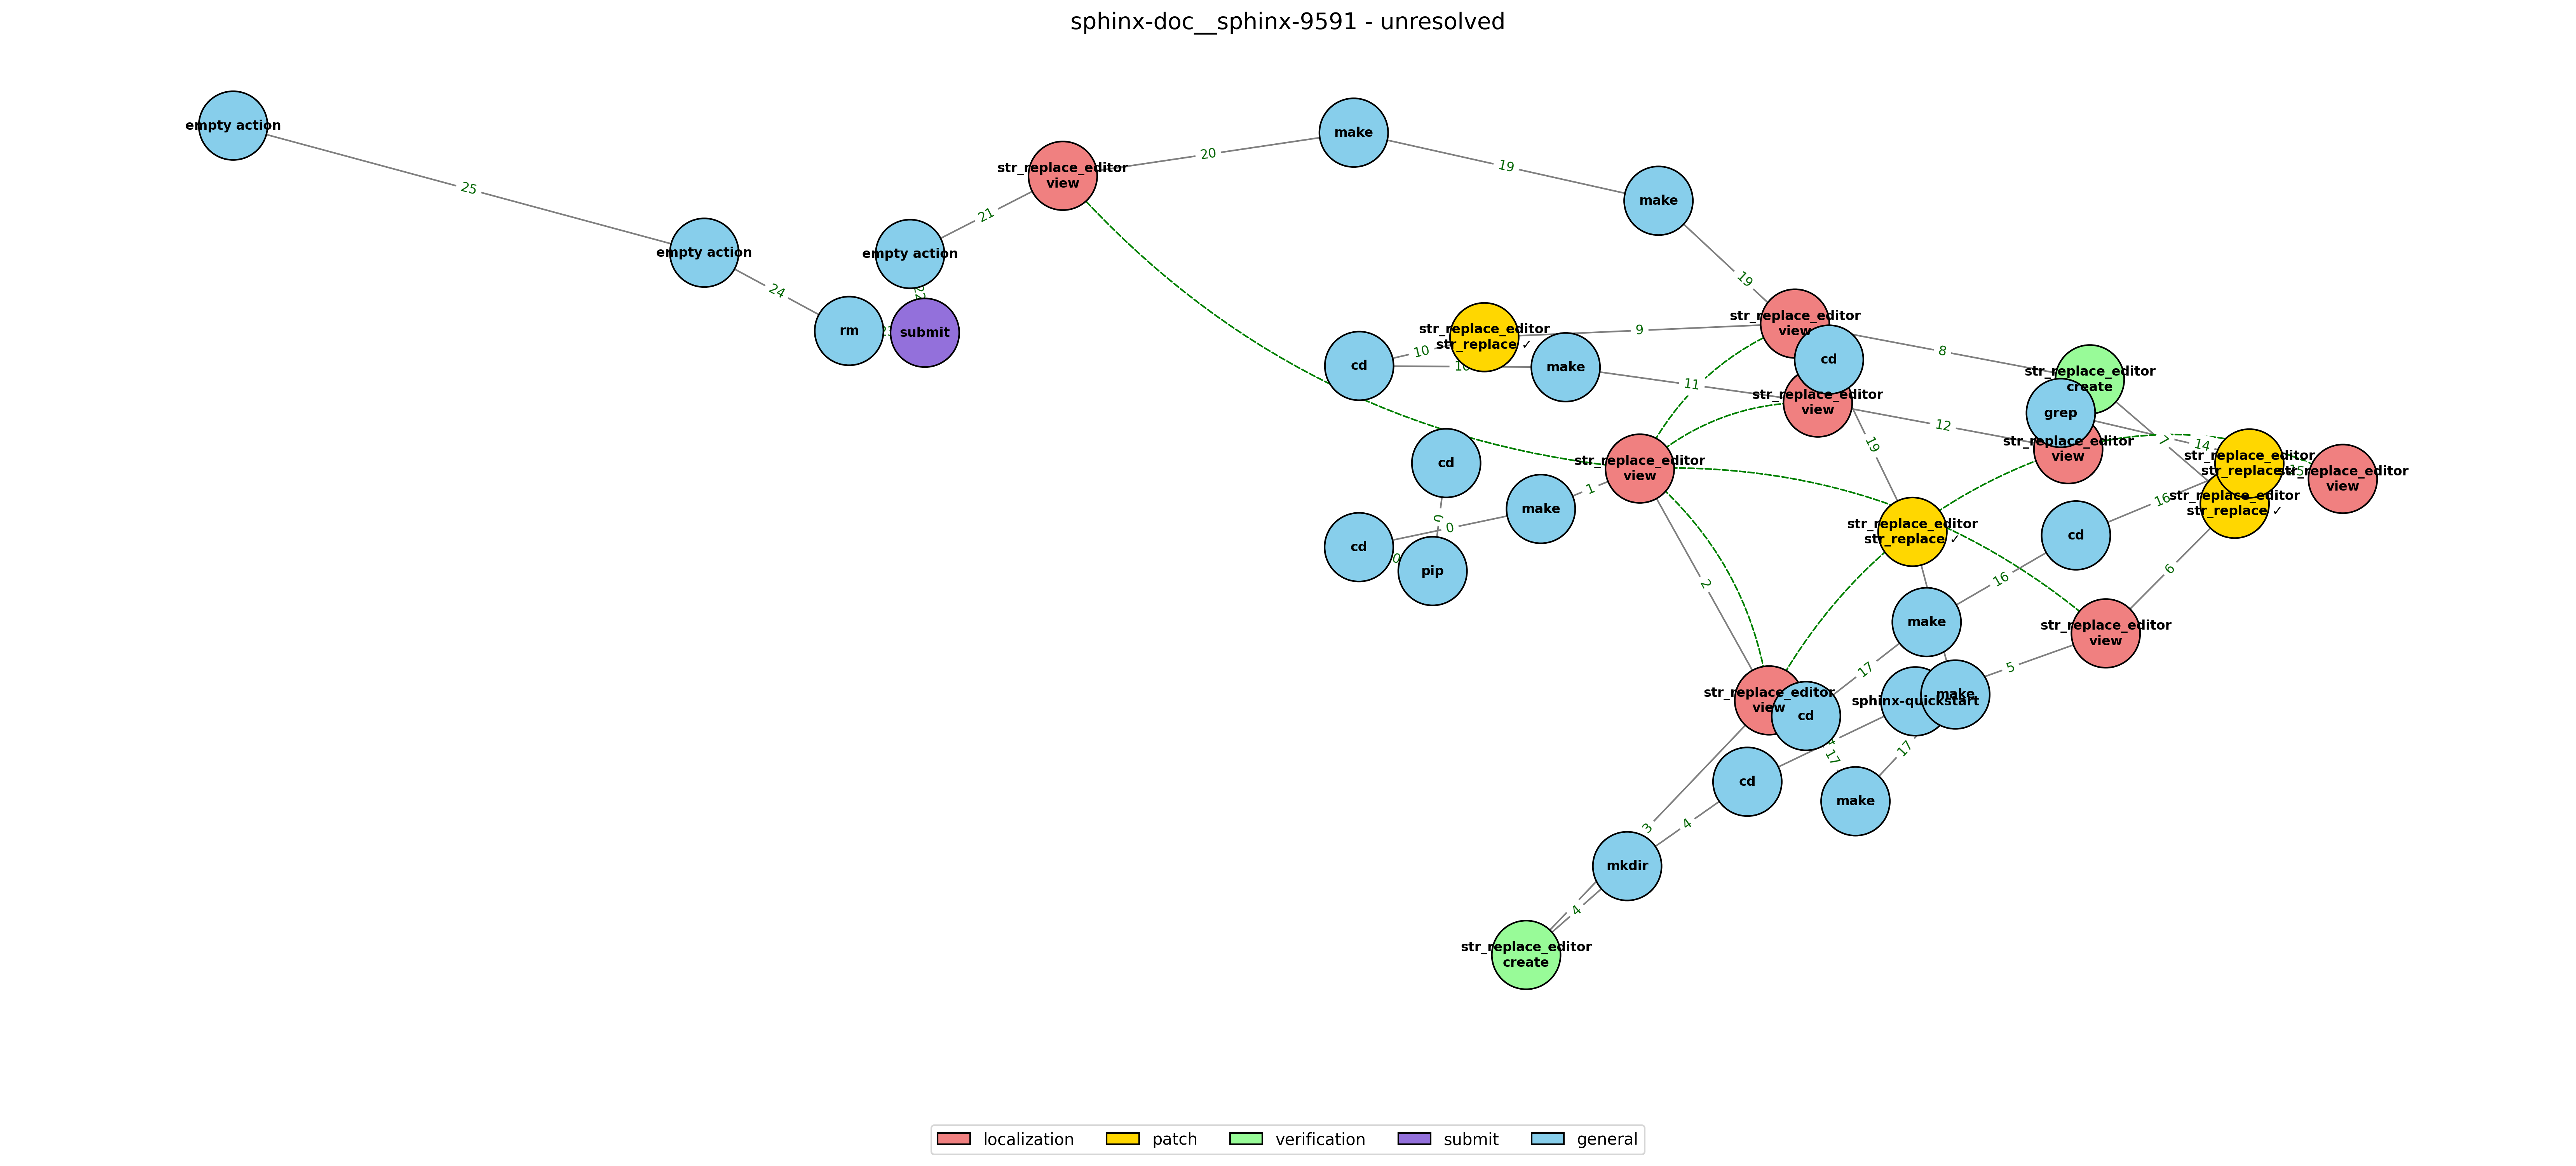 sphinx-doc__sphinx-9591 - unresolved
empty action
25
empty action
24
rm
submit
empty action
22
21
str_replace_editor
view
20
make
19
make
19
str_replace_editor
view
cd
9
str_replace_editor
str_replace ✓
10
cd
10
make
11
str_replace_editor
view
8
str_replace_editor
create
grep
12
str_replace_editor
view
7
14
str_replace_editor
str_replace ✓
15
str_replace_editor
view
str_replace_editor
str_replace ✓
16
cd
16
19
str_replace_editor
str_replace ✓
str_replace_editor
view
1
make
0
cd
0
pip
0
cd
2
str_replace_editor
view
cd
17
make
6
str_replace_editor
view
5
make
sphinx-quickstart
17
make
17
4
cd
4
mkdir
3
4
str_replace_editor
create
localization
patch
verification
submit
general